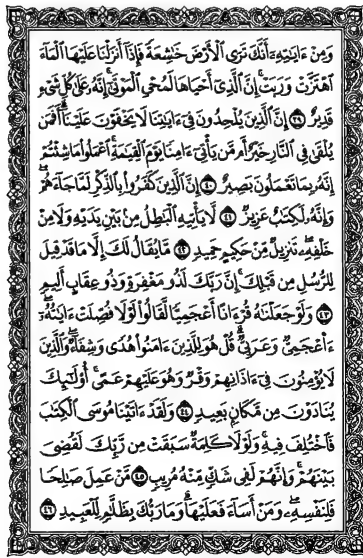 وَمِنْ ءَايَٰتِهِۦٓ أَنَّكَ تَرَى ٱلْأَرْضَ خَٰشِعَةً فَإِذَآ أَنزَلْنَا عَلَيْهَا ٱلْمَآءَ
ٱهْتَزَّتْ وَرَبَتْ ۚ إِنَّ ٱلَّذِىٓ أَحْيَاهَا لَمُحْىِ ٱلْمَوْتَىٰٓ ۚ إِنَّهُۥ عَلَىٰ كُلِّ شَىْءٍ
قَدِيرٌ ٣٩ إِنَّ ٱلَّذِينَ يُلْحِدُونَ فِىٓ ءَايَٰتِنَا لَا يَخْفَوْنَ عَلَيْنَآ ۗ أَفَمَن
يُلْقَىٰ فِى ٱلنَّارِ خَيْرٌ أَم مَّن يَأْتِىٓ ءَامِنًا يَوْمَ ٱلْقِيَٰمَةِ ۚ ٱعْمَلُوا۟ مَا شِئْتُمْ
إِنَّهُۥ بِمَا تَعْمَلُونَ بَصِيرٌ ٤٠ إِنَّ ٱلَّذِينَ كَفَرُوا۟ بِٱلذِّكْرِ لَمَّا جَآءَهُمْ ۖ
وَإِنَّهُۥ لَكِتَٰبٌ عَزِيزٌ ٤١ لَّا يَأْتِيهِ ٱلْبَٰطِلُ مِنۢ بَيْنِ يَدَيْهِ وَلَا مِنْ
خَلْفِهِۦ ۖ تَنزِيلٌ مِّنْ حَكِيمٍ حَمِيدٍ ٤٢ مَّا يُقَالُ لَكَ إِلَّا مَا قَدْ قِيلَ
لِلرُّسُلِ مِن قَبْلِكَ ۚ إِنَّ رَبَّكَ لَذُو مَغْفِرَةٍ وَذُو عِقَابٍ أَلِيمٍ
٤٣ وَلَوْ جَعَلْنَٰهُ قُرْءَانًا أَعْجَمِيًّا لَّقَالُوا۟ لَوْلَا فُصِّلَتْ ءَايَٰتُهُۥٓ ۖ
ءَا۬عْجَمِىٌّ وَعَرَبِىٌّ ۗ قُلْ هُوَ لِلَّذِينَ ءَامَنُوا۟ هُدًى وَشِفَآءٌ ۖ وَٱلَّذِينَ
لَا يُؤْمِنُونَ فِىٓ ءَاذَانِهِمْ وَقْرٌ وَهُوَ عَلَيْهِمْ عَمًى ۚ أُو۟لَٰٓئِكَ
يُنَادَوْنَ مِن مَّكَانٍۭ بَعِيدٍ ٤٤ وَلَقَدْ ءَاتَيْنَا مُوسَى ٱلْكِتَٰبَ
فَٱخْتُلِفَ فِيهِ ۗ وَلَوْلَا كَلِمَةٌ سَبَقَتْ مِن رَّبِّكَ لَقُضِىَ
بَيْنَهُمْ ۚ وَإِنَّهُمْ لَفِى شَكٍّ مِّنْهُ مُرِيبٍ ٤٥ مَّنْ عَمِلَ صَٰلِحًا
فَلِنَفْسِهِۦ ۖ وَمَنْ أَسَآءَ فَعَلَيْهَا ۗ وَمَا رَبُّكَ بِظَلَّٰمٍ لِّلْعَبِيدِ ٤٦